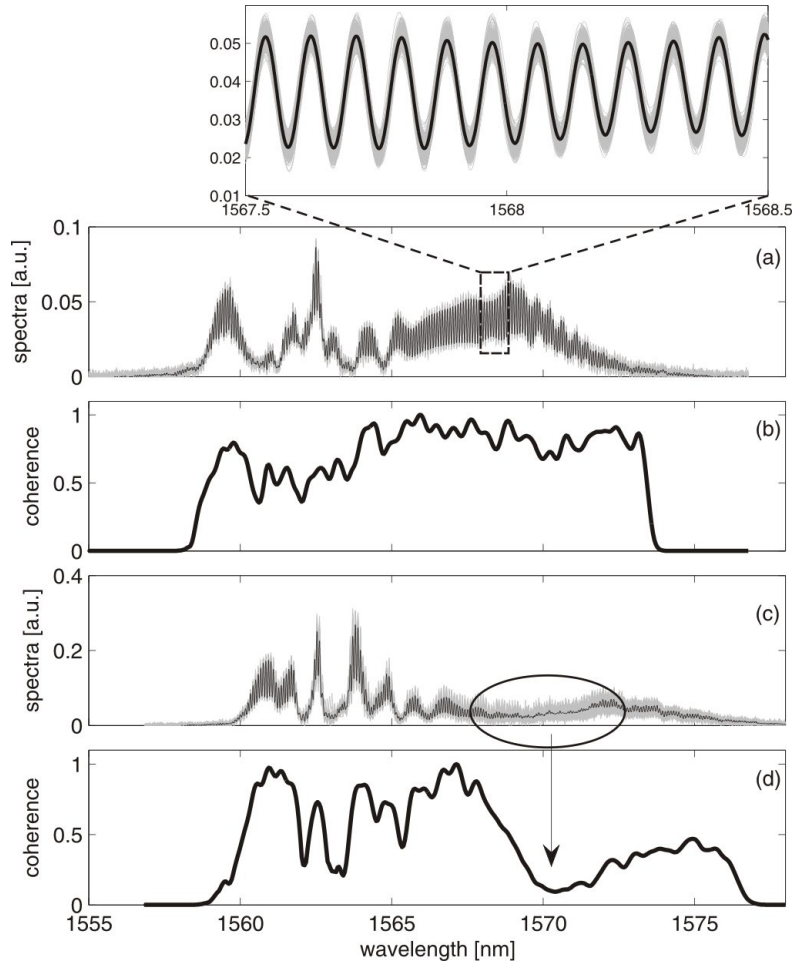 0.05
0.04
0.03
0.02
0.01
1567.5 1568 1568.5
0.1
0.05
0
spectra [a.u.]
(a)
1
0.5
0
coherence
(b)
0.4
0.2
0
spectra [a.u.]
(c)
1
0.5
0
coherence
(d)
1555 1560 1565 1570 1575
wavelength [nm]